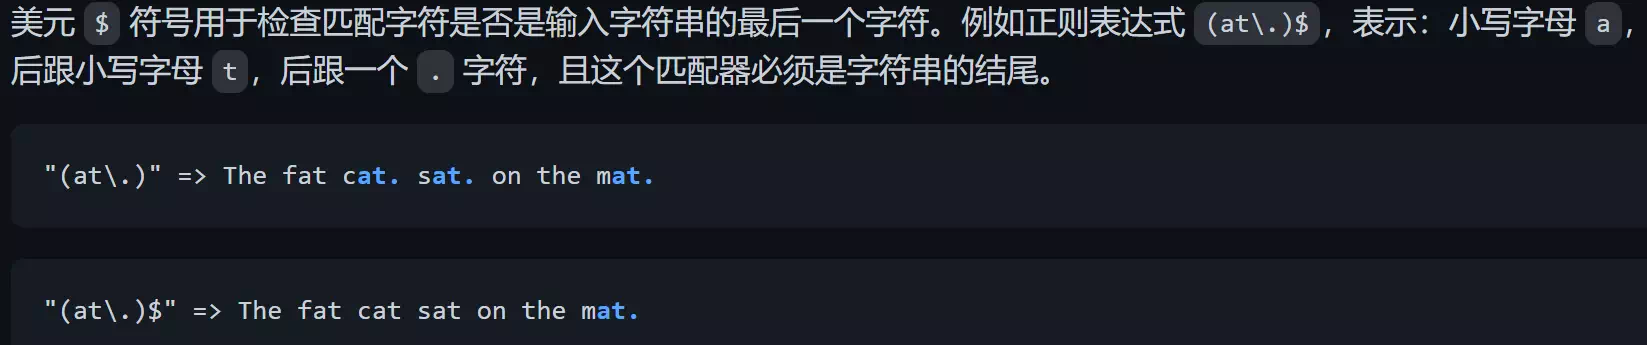 美元 $ 符号用于检查匹配字符是否是输入字符串的最后一个字符。例如正则表达式 (at\.)$，表示：小写字母 a，
后跟小写字母 t，后跟一个 . 字符，且这个匹配器必须是字符串的结尾。
"(at\.)" => The fat cat. sat. on the mat.
"(at\.)$" => The fat cat sat on the mat.